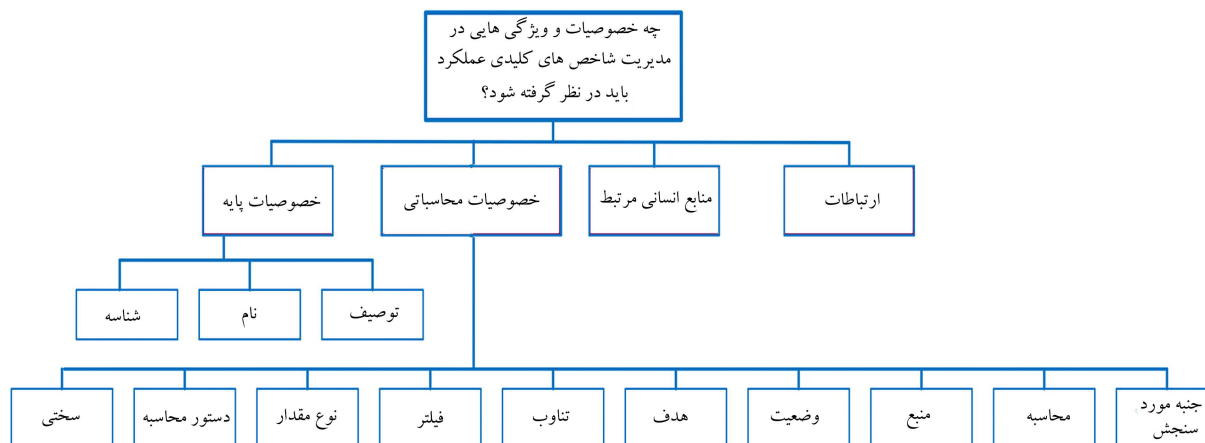 چه خصوصیات و ویژگی هایی در
مدیریت شاخص های کلیدی عملکرد
باید در نظر گرفته شود؟
ارتباطات
منابع انسانی مرتبط
خصوصیات محاسباتی
خصوصیات پایه
توصیف
نام
شناسه
جنبه مورد
سنجش
محاسبه
منبع
وضعیت
هدف
تناوب
فیلتر
نوع مقدار
دستور محاسبه
سختی